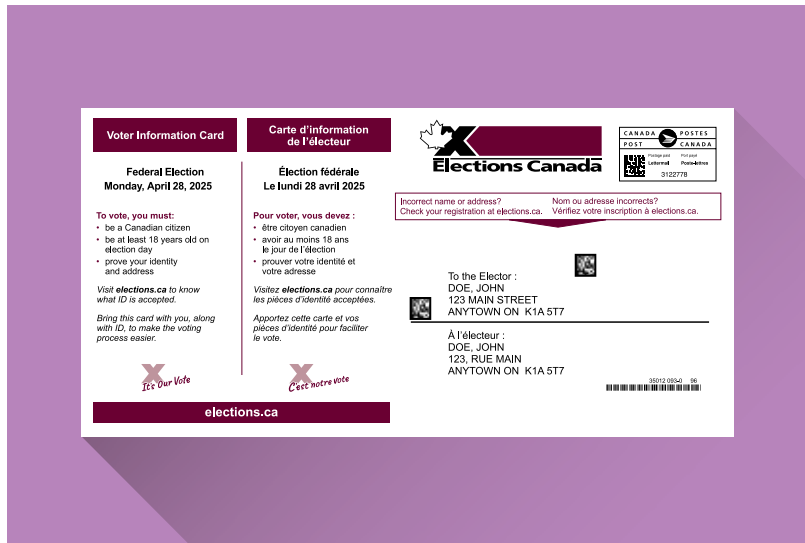 Voter Information Card
Federal Election
Monday, April 28, 2025
To vote, you must:
• be a Canadian citizen
• be at least 18 years old on
election day
• prove your identity
and address
Visit elections.ca to know
what ID is accepted.
Bring this card with you, along
with ID, to make the voting
process easier.
It's Our Vote
Carte d'information
de l'électeur
Élection fédérale
Le lundi 28 avril 2025
Pour voter, vous devez :
• être citoyen canadien
• avoir au moins 18 ans
le jour de l'élection
• prouver votre identité et
votre adresse
Visitez elections.ca pour connaître
les pièces d'identité acceptées.
Apportez cette carte et vos
pièces d'identité pour faciliter
le vote.
C'est notre vote
elections.ca
Elections Canada
CANADA POSTES
POST CANADA
Postage paid Port payé
Lettermail Poste-lettres
3122778
Incorrect name or address?
Check your registration at elections.ca.
Nom ou adresse incorrects?
Vérifiez votre inscription à elections.ca.
To the Elector :
DOE, JOHN
123 MAIN STREET
ANYTOWN ON K1A 5T7
À l'électeur :
DOE, JOHN
123, RUE MAIN
ANYTOWN ON K1A 5T7
35012 093-0 96